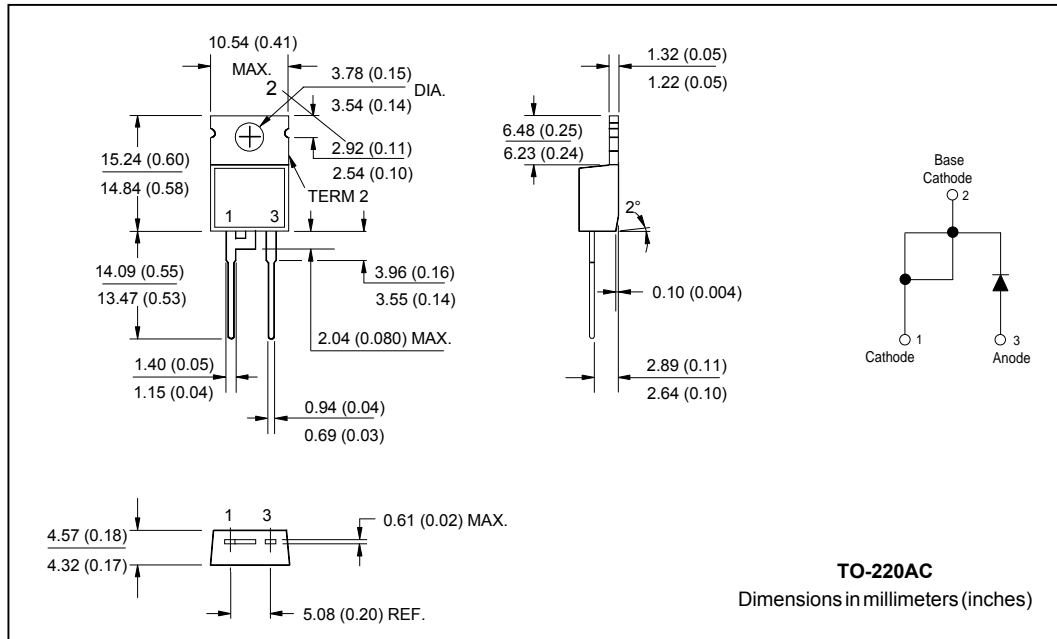 10.54 (0.41)
MAX.
2
3.78 (0.15)
3.54 (0.14)
DIA.
15.24 (0.60)
14.84 (0.58)
2.92 (0.11)
2.54 (0.10)
TERM 2
1 3
14.09 (0.55)
13.47 (0.53)
3.96 (0.16)
3.55 (0.14)
2.04 (0.080) MAX.
1.40 (0.05)
1.15 (0.04)
0.94 (0.04)
0.69 (0.03)
1.32 (0.05)
1.22 (0.05)
6.48 (0.25)
6.23 (0.24)
2°
0.10 (0.004)
2.89 (0.11)
2.64 (0.10)
Base
Cathode
2
1
Cathode
3
Anode
1 3
4.57 (0.18)
4.32 (0.17)
0.61 (0.02) MAX.
5.08 (0.20) REF.
TO-220AC
Dimensions in millimeters (inches)